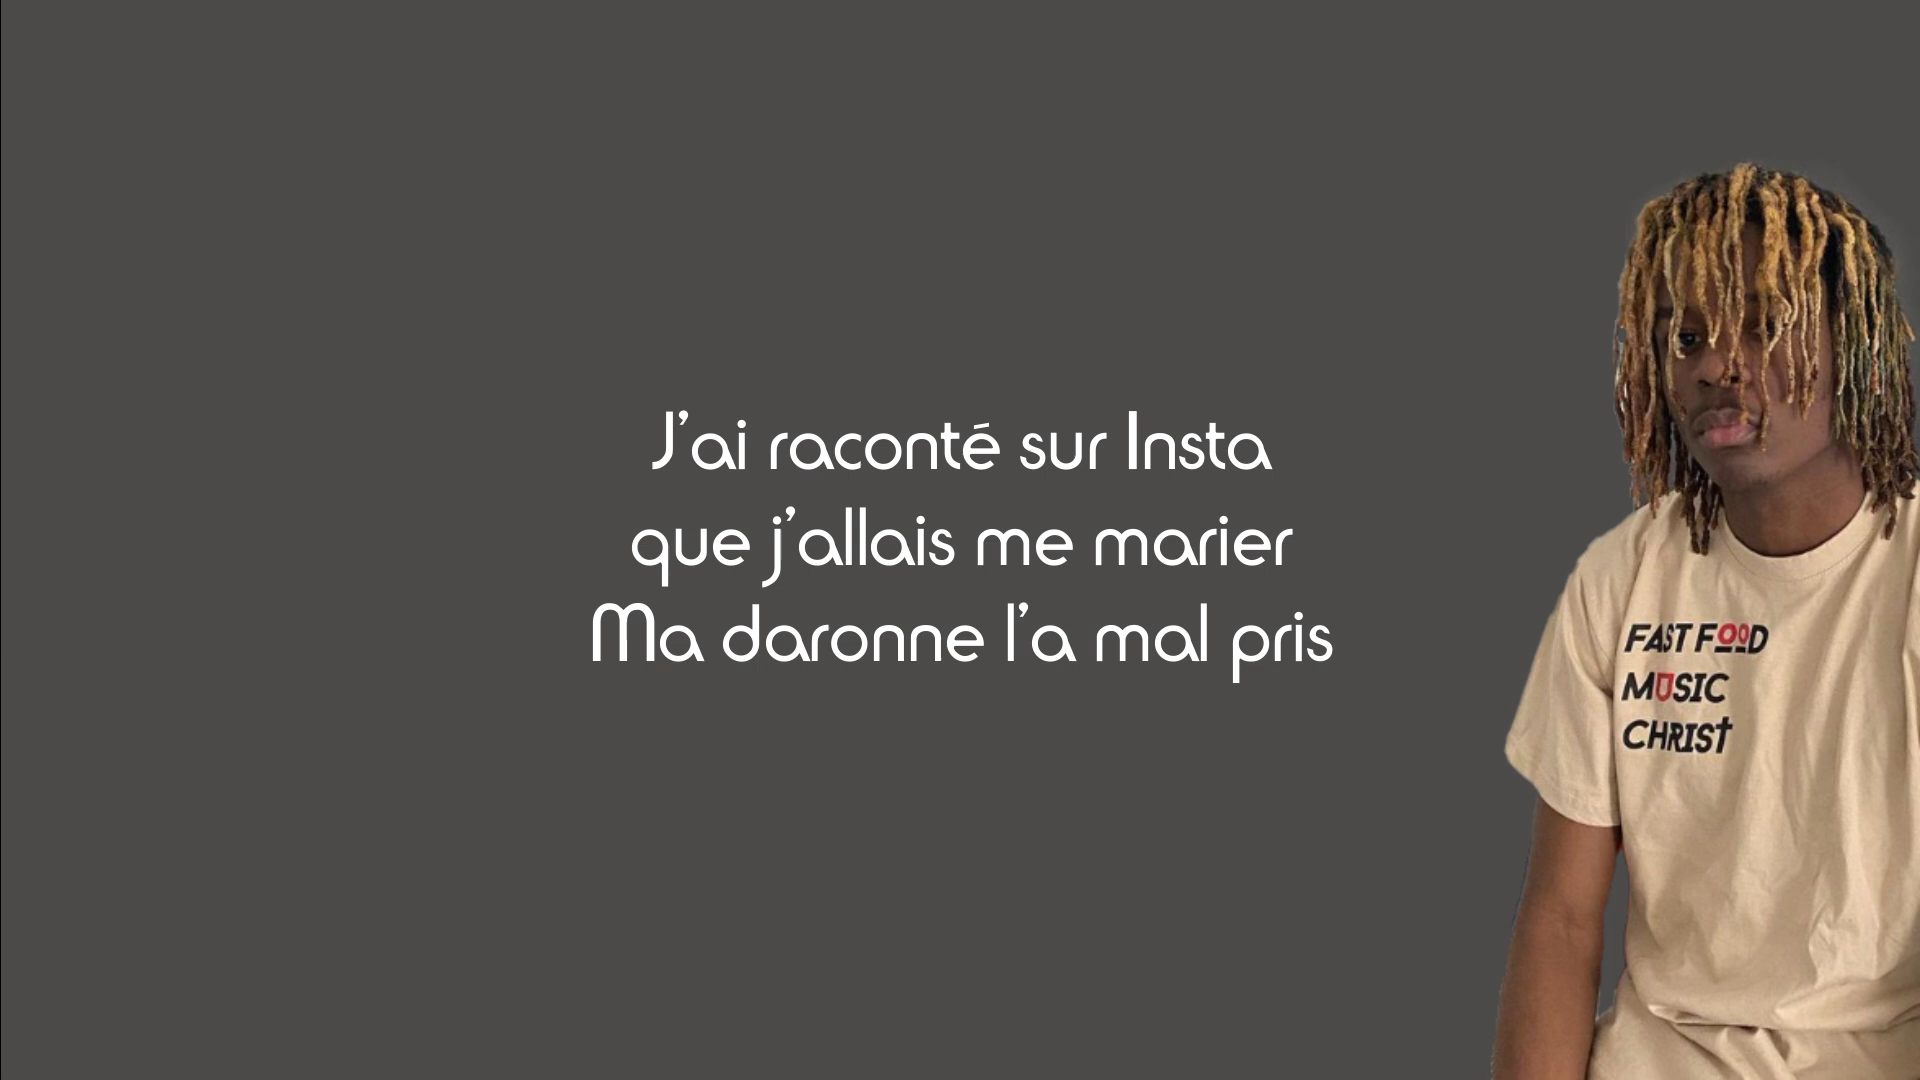 J’ai raconté sur Insta
que j’allais me marier
Ma daronne l’a mal pris
FAST FOOD
MUSIC
CHRIST